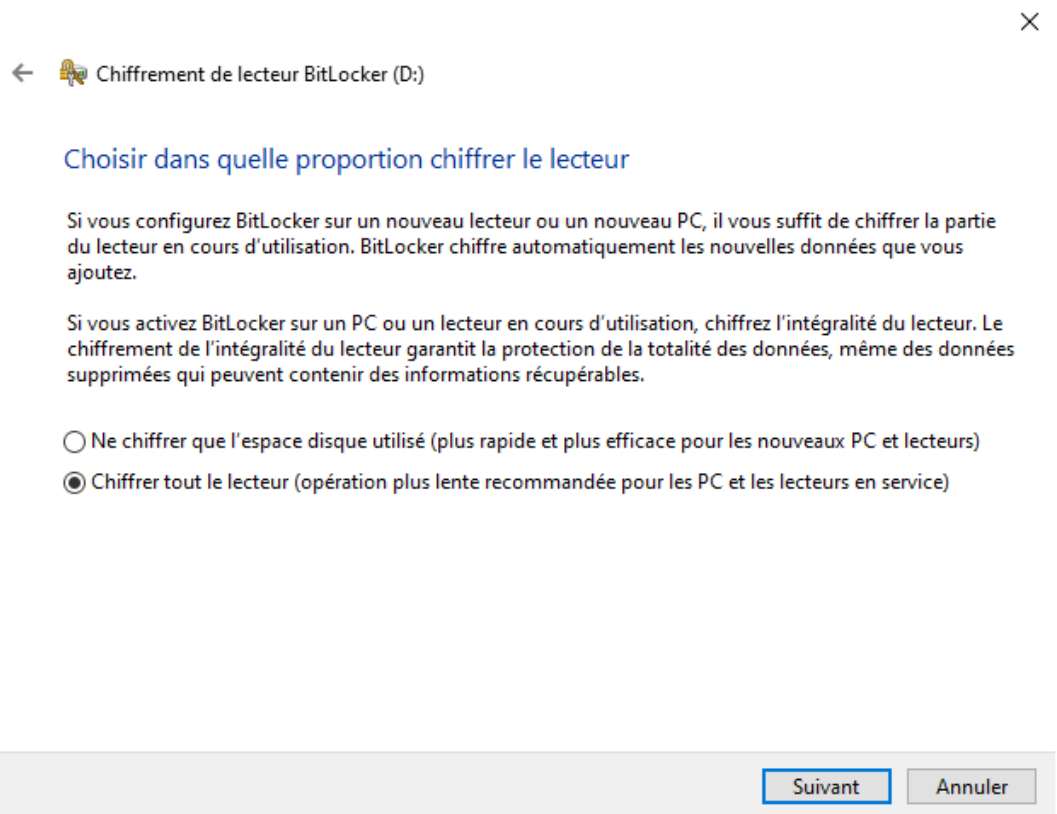 Chiffrement de lecteur BitLocker (D:)
Choisir dans quelle proportion chiffrer le lecteur
Si vous configurez BitLocker sur un nouveau lecteur ou un nouveau PC, il vous suffit de chiffrer la partie
du lecteur en cours d’utilisation. BitLocker chiffre automatiquement les nouvelles données que vous
ajoutez.
Si vous activez BitLocker sur un PC ou un lecteur en cours d’utilisation, chiffrez l’intégralité du lecteur. Le
chiffrement de l’intégralité du lecteur garantit la protection de la totalité des données, même des données
supprimées qui peuvent contenir des informations récupérables.
Ne chiffrer que l’espace disque utilisé (plus rapide et plus efficace pour les nouveaux PC et lecteurs)
Chiffrer tout le lecteur (opération plus lente recommandée pour les PC et les lecteurs en service)
Suivant Annuler